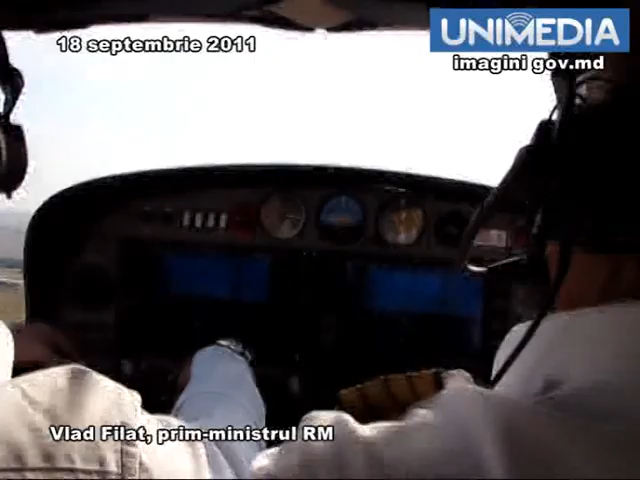 18 septembrie 2011
UNIMEDIA
imagini gov.md
Vlad Filat, prim-ministrul RM